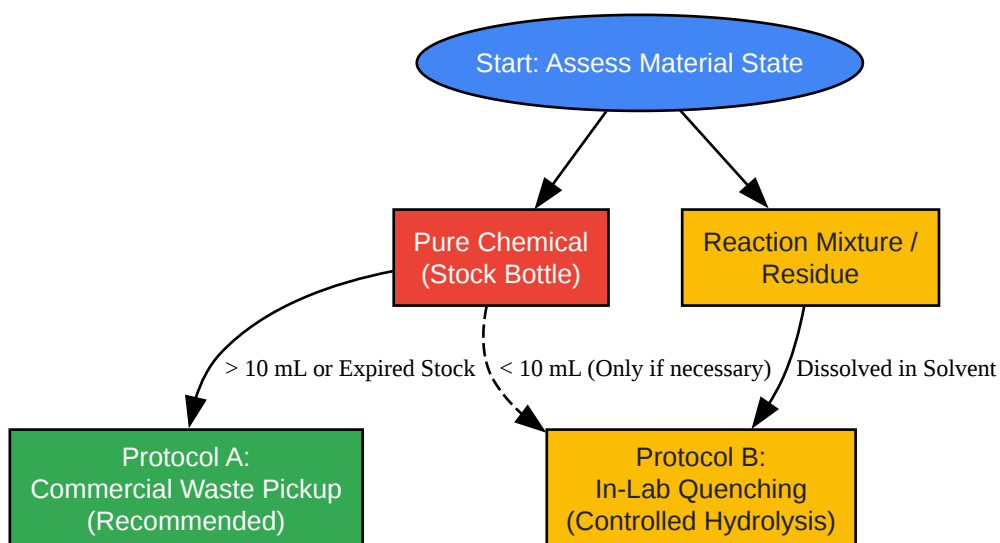 Start: Assess Material State
Pure Chemical
(Stock Bottle)
Reaction Mixture /
Residue
> 10 mL or Expired Stock
< 10 mL (Only if necessary)
Dissolved in Solvent
Protocol A:
Commercial Waste Pickup
(Recommended)
Protocol B:
In-Lab Quenching
(Controlled Hydrolysis)